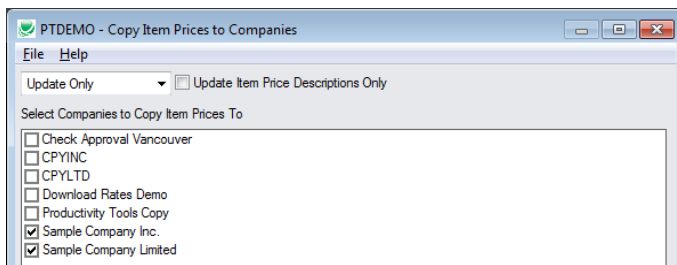 PTDEMO - Copy Item Prices to Companies
File Help
Update Only Update Item Price Descriptions Only
Select Companies to Copy Item Prices To
Check Approval Vancouver
CPYINC
CPYLTD
Download Rates Demo
Productivity Tools Copy
Sample Company Inc.
Sample Company Limited